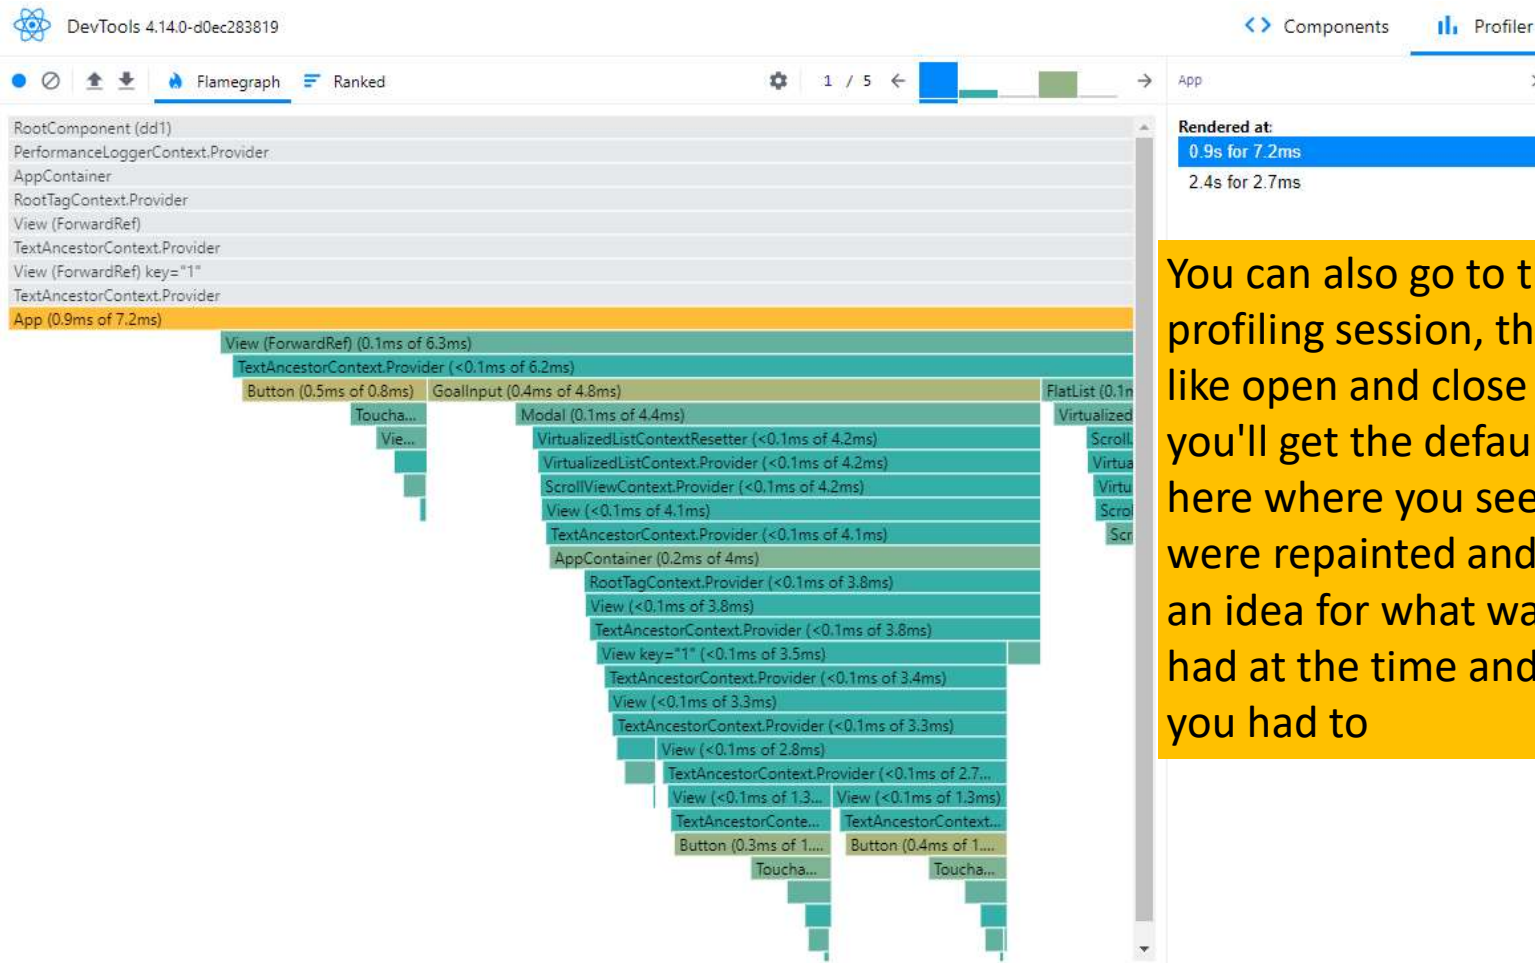 DevTools 4.14.0-d0ec283819
Components
Profiler
Flamegraph
Ranked
1 / 5
App
RootComponent (dd1)
PerformanceLoggerContext.Provider
AppContainer
RootTagContext.Provider
View (ForwardRef)
TextAncestorContext.Provider
View (ForwardRef) key="1"
TextAncestorContext.Provider
App (0.9ms of 7.2ms)
View (ForwardRef) (0.1ms of 6.3ms)
TextAncestorContext.Provider (<0.1ms of 6.2ms)
Button (0.5ms of 0.8ms)
GoalInput (0.4ms of 4.8ms)
FlatList (0.1m
Toucha...
Modal (0.1ms of 4.4ms)
Virtualized
Vie...
VirtualizedListContextResetter (<0.1ms of 4.2ms)
Scroll.
VirtualizedListContext.Provider (<0.1ms of 4.2ms)
Virtua
ScrollViewContext.Provider (<0.1ms of 4.2ms)
Virtu
View (<0.1ms of 4.1ms)
Scrol
TextAncestorContext.Provider (<0.1ms of 4.1ms)
Scr
AppContainer (0.2ms of 4ms)
RootTagContext.Provider (<0.1ms of 3.8ms)
View (<0.1ms of 3.8ms)
TextAncestorContext.Provider (<0.1ms of 3.8ms)
View key="1" (<0.1ms of 3.5ms)
TextAncestorContext.Provider (<0.1ms of 3.4ms)
View (<0.1ms of 3.3ms)
TextAncestorContext.Provider (<0.1ms of 3.3ms)
View (<0.1ms of 2.8ms)
TextAncestorContext.Provider (<0.1ms of 2.7...
View (<0.1ms of 1.3...
View (<0.1ms of 1.3ms)
TextAncestorConte...
TextAncestorContext...
Button (0.3ms of 1....
Button (0.4ms of 1....
Toucha...
Toucha...
Rendered at:
0.9s for 7.2ms
2.4s for 2.7ms
You can also go to t
profiling session, th
like open and close
you'll get the defau
here where you see
were repainted and
an idea for what wa
had at the time and
you had to